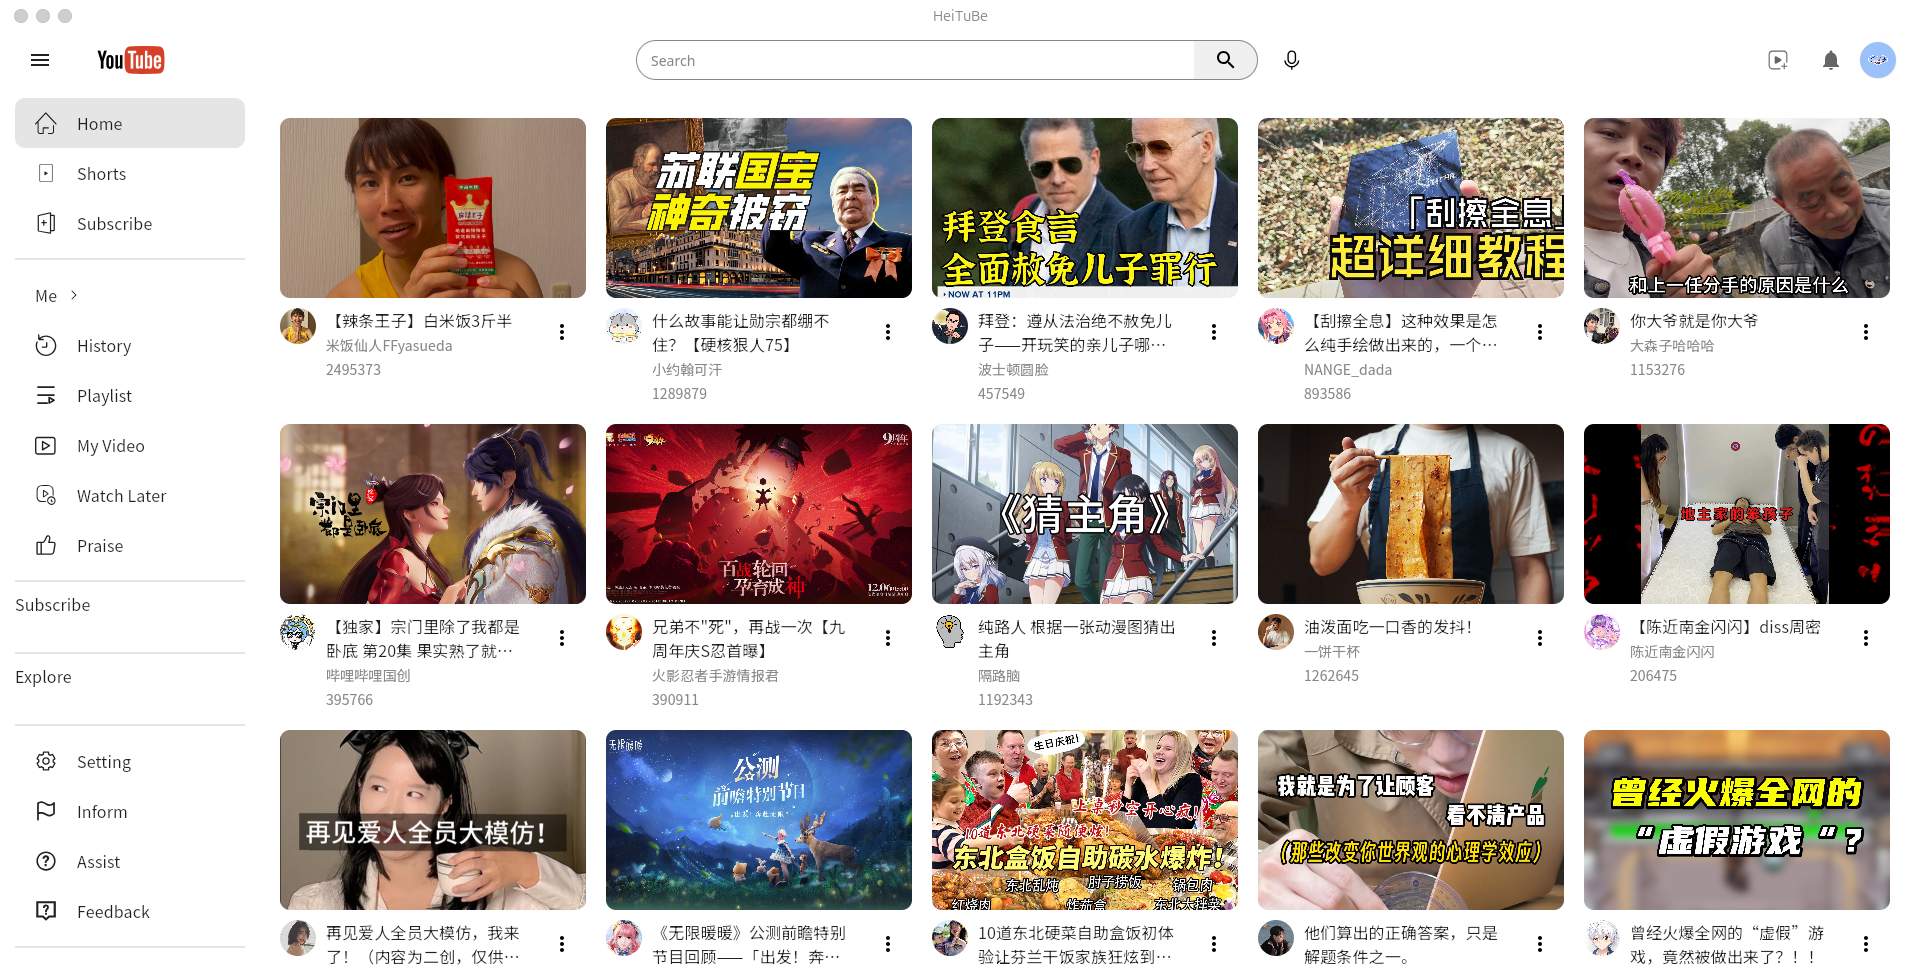 HeiTuBe
YouTube
Search
Home
Shorts
Subscribe
Me
History
Playlist
My Video
Watch Later
Praise
Subscribe
Explore
Setting
Inform
Assist
Feedback
麻辣王子
【辣条王子】白米饭3斤半
米饭仙人FFyasueda
2495373
苏联国宝
神奇被窃
什么故事能让勋宗都绷不
住？【硬核狠人75】
小约翰可汗
1289879
拜登食言
全面赦免儿子罪行
NOW AT 11PM
拜登：遵从法治绝不赦免儿
子——开玩笑的亲儿子哪…
波士顿圆脸
457549
「刮擦全息」
超详细教程
【刮擦全息】这种效果是怎
么纯手绘做出来的，一个…
NANGE_dada
893586
和上一任分手的原因是什么
你大爷就是你大爷
大森子哈哈哈
1153276
宗门里
都是卧底
【独家】宗门里除了我都是
卧底 第20集 果实熟了就…
哔哩哔哩国创
395766
9周年
百战轮回
孕育成神
12.06
兄弟不"死"，再战一次【九
周年庆S忍首曝】
火影忍者手游情报君
390911
《猜主角》
纯路人 根据一张动漫图猜出
主角
隔路脑
1192343
油泼面吃一口香的发抖！
一饼干杯
1262645
地主家的笨孩子
【陈近南金闪闪】diss周密
陈近南金闪闪
206475
再见爱人全员大模仿！
再见爱人全员大模仿，我来
了！（内容为二创，仅供…
无限暖暖
公测
前瞻特别节目
出发！奔赴无限
《无限暖暖》公测前瞻特别
节目回顾——「出发！奔…
生日庆祝！
上桌秒空开心疯！
10道东北硬菜随便炫！
东北盒饭自助碳水爆炸！
东北乱炖
肘子捞饭
锅包肉
红烧肉
炸茄盒
东北大拌菜
10道东北硬菜自助盒饭初体
验让芬兰干饭家族狂炫到…
我就是为了让顾客
看不清产品
（那些改变你世界观的心理学效应）
他们算出的正确答案，只是
解题条件之一。
曾经火爆全网的
“虚假游戏“？
曾经火爆全网的“虚假”游
戏，竟然被做出来了？！！